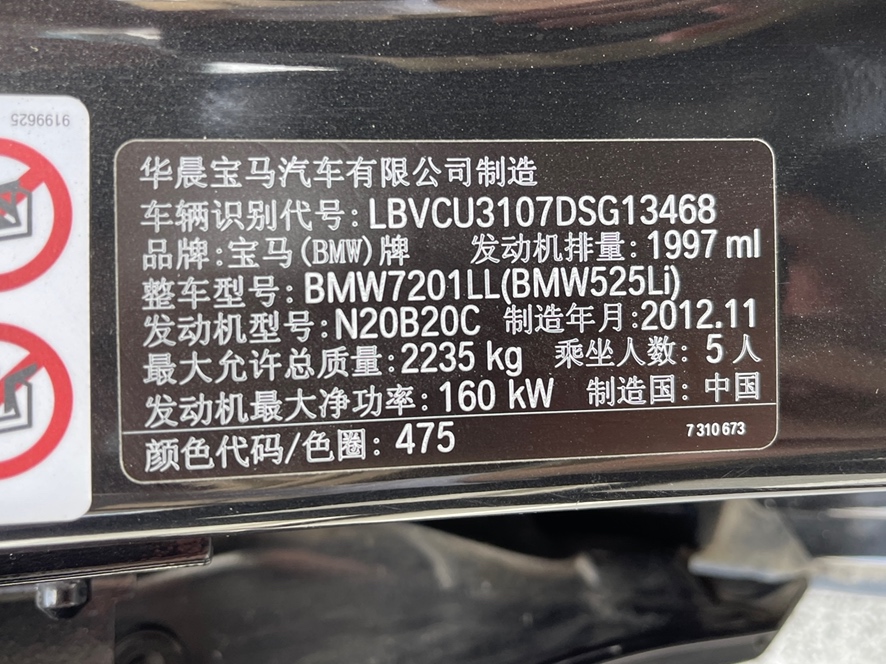 9199625
华晨宝马汽车有限公司制造
车辆识别代号:LBVCU3107DSG13468
品牌:宝马(BMW)牌 发动机排量:1997 ml
整车型号:BMW7201LL(BMW525Li)
发动机型号:N20B20C 制造年月:2012.11
最大允许总质量:2235 kg 乘坐人数: 5 人
发动机最大净功率: 160 kW 制造国: 中国
颜色代码/色圈: 475
7 310 673